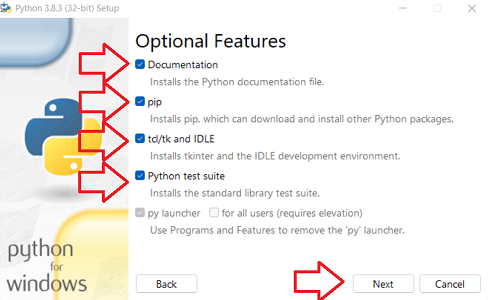 Python 3.8.3 (32-bit) Setup
Optional Features
Documentation
Installs the Python documentation file.
pip
Installs pip, which can download and install other Python packages.
tcl/tk and IDLE
Installs tkinter and the IDLE development environment.
Python test suite
Installs the standard library test suite.
py launcher for all users (requires elevation)
Use Programs and Features to remove the 'py' launcher.
python
for
windows
Back Next Cancel